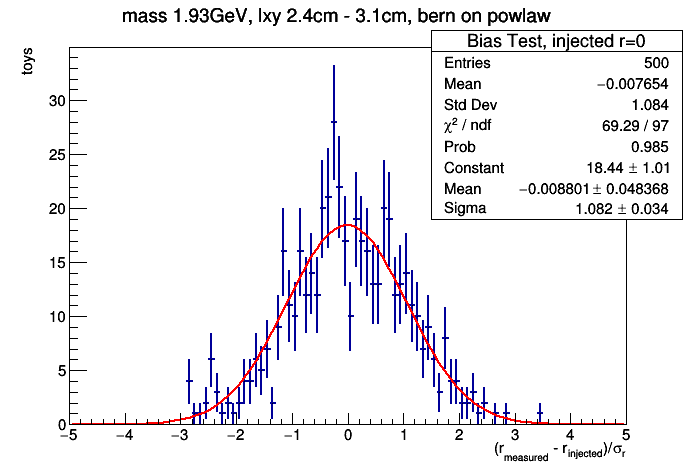 mass 1.93GeV, lxy 2.4cm - 3.1cm, bern on powlaw
toys
Bias Test, injected r=0
Entries 500
Mean −0.007654
Std Dev 1.084
χ² / ndf 69.29 / 97
Prob 0.985
Constant 18.44 ± 1.01
Mean −0.008801 ± 0.048368
Sigma 1.082 ± 0.034
30
25
20
15
10
5
0
−5 −4 −3 −2 −1 0 1 2 3 4 5
(r_measured - r_injected)/σ_r